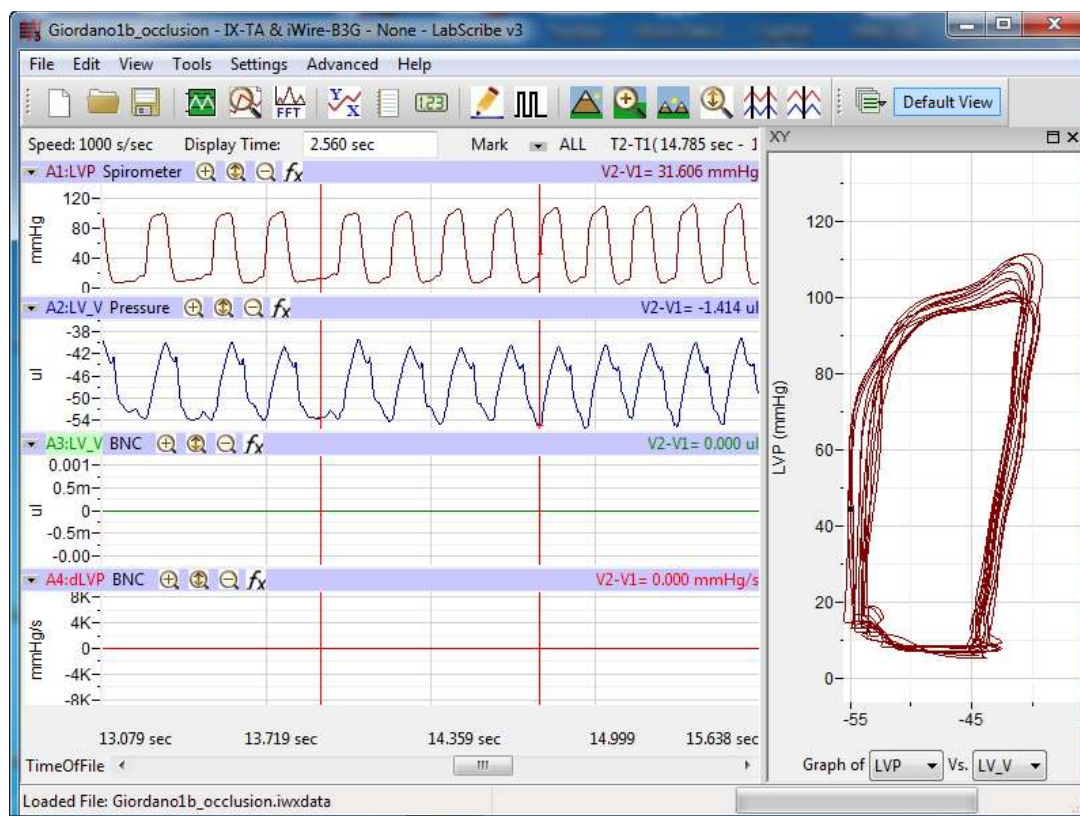 Giordano1b_occlusion - IX-TA & iWire-B3G - None - LabScribe v3
File Edit View Tools Settings Advanced Help
FFT Y X 1.23 Default View
Speed: 1000 s/sec Display Time: 2.560 sec Mark ALL T2-T1(14.785 sec - 1
A1:LVP Spirometer fx V2-V1= 31.606 mmHg
120-
80-
40-
0-
mmHg
A2:LV_V Pressure fx V2-V1= -1.414 ul
-38-
-42-
-46-
-50-
-54-
ul
A3:LV_V BNC fx V2-V1= 0.000 ul
0.001-
0.5m-
0-
-0.5m-
-0.00-
ul
A4:dLVP BNC fx V2-V1= 0.000 mmHg/s
8K-
4K-
0-
-4K-
-8K-
mmHg/s
13.079 sec 13.719 sec 14.359 sec 14.999 15.638 sec
TimeOfFile
XY
120-
100-
80-
60-
40-
20-
0-
LVP (mmHg)
-55 -45
Graph of LVP Vs. LV_V
Loaded File: Giordano1b_occlusion.iwxdata